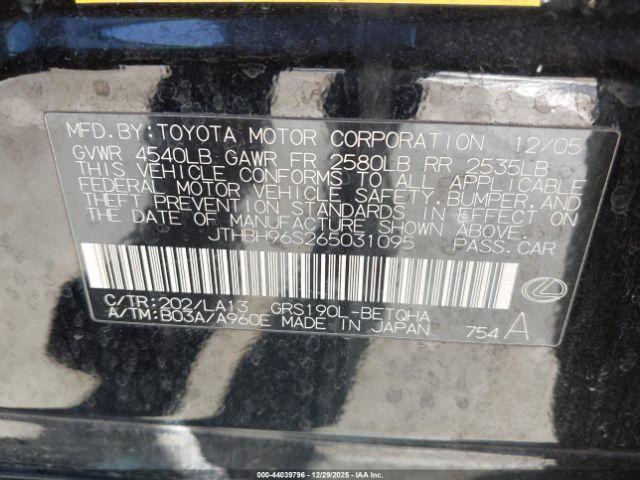 MFD.BY:TOYOTA MOTOR CORPORATION 12/05
GVWR 4540LB GAWR FR 2580LB RR 2535LB
THIS VEHICLE CONFORMS TO ALL APPLICABLE
FEDERAL MOTOR VEHICLE SAFETY,BUMPER,AND
THEFT PREVENTION STANDARDS IN EFFECT ON
THE DATE OF MANUFACTURE SHOWN ABOVE.
JTHBH96S265031095 PASS.CAR
C/TR:202/LA13 GRS190L-BETQHA
A/TM:B03A/A960E MADE IN JAPAN 754 A
000-44039796 - 12/29/2025 - IAA Inc.